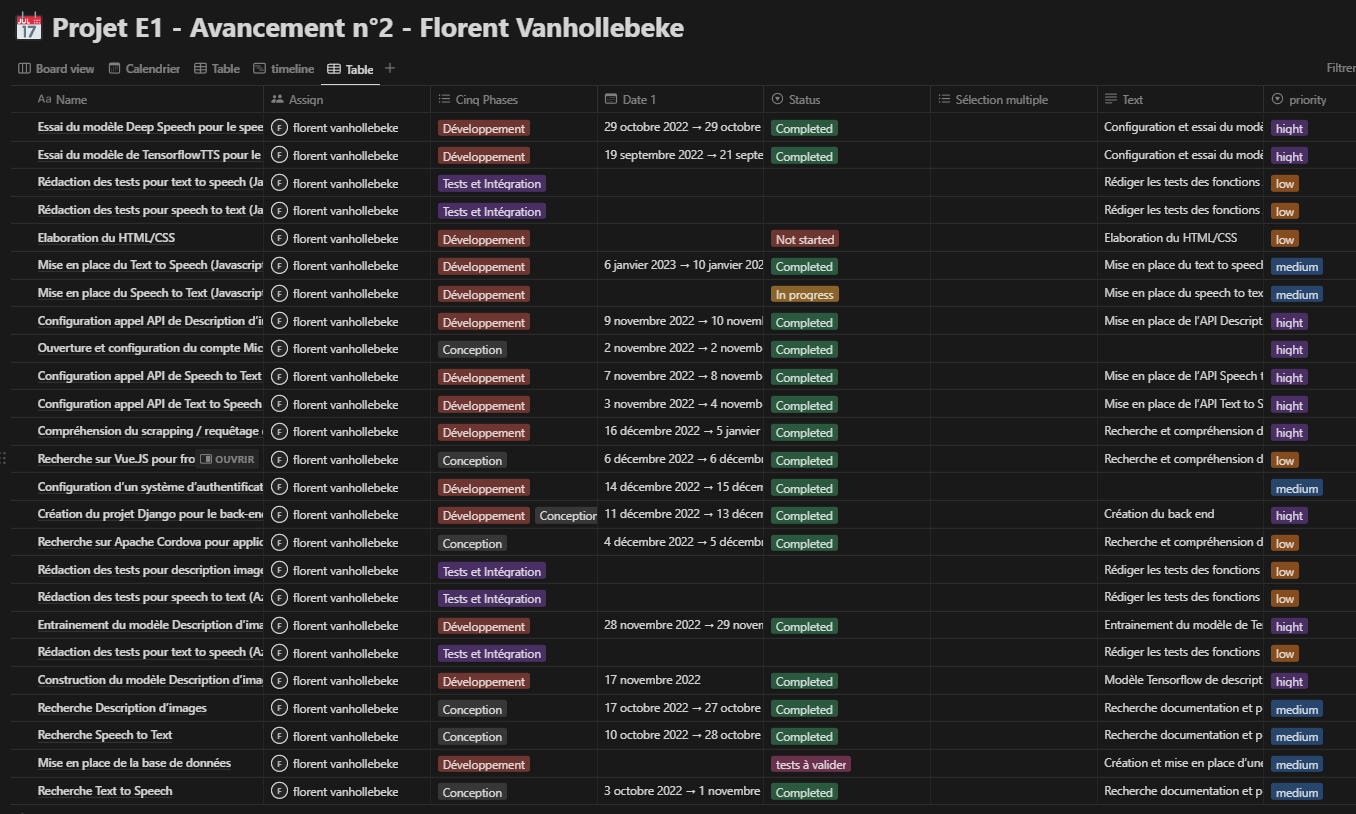 JUL 17 Projet E1 - Avancement n°2 - Florent Vanhollebeke
Board view Calendrier Table timeline Table + Filtrer
Aa Name Assign Cinq Phases Date 1 Status Sélection multiple Text priority
Essai du modèle Deep Speech pour le spee F florent vanhollebeke Développement 29 octobre 2022 → 29 octobre Completed Configuration et essai du modè hight
Essai du modèle de TensorflowTTS pour le F florent vanhollebeke Développement 19 septembre 2022 → 21 septe Completed Configuration et essai du modè hight
Rédaction des tests pour text to speech (Ja F florent vanhollebeke Tests et Intégration Rédiger les tests des fonctions low
Rédaction des tests pour speech to text (Ja F florent vanhollebeke Tests et Intégration Rédiger les tests des fonctions low
Elaboration du HTML/CSS F florent vanhollebeke Développement Not started Elaboration du HTML/CSS low
Mise en place du Text to Speech (Javascript F florent vanhollebeke Développement 6 janvier 2023 → 10 janvier 202 Completed Mise en place du text to speech medium
Mise en place du Speech to Text (Javascript F florent vanhollebeke Développement In progress Mise en place du speech to tex medium
Configuration appel API de Description d'i F florent vanhollebeke Développement 9 novembre 2022 → 10 novem Completed Mise en place de l'API Descript hight
Ouverture et configuration du compte Mic F florent vanhollebeke Conception 2 novembre 2022 → 2 novemb Completed hight
Configuration appel API de Speech to Text F florent vanhollebeke Développement 7 novembre 2022 → 8 novemb Completed Mise en place de l'API Speech t hight
Configuration appel API de Text to Speech F florent vanhollebeke Développement 3 novembre 2022 → 4 novemb Completed Mise en place de l'API Text to S hight
Compréhension du scrapping / requêtage F florent vanhollebeke Développement 16 décembre 2022 → 5 janvier Completed Recherche et compréhension d hight
Recherche sur Vue.JS pour fro OUVRIR F florent vanhollebeke Conception 6 décembre 2022 → 6 décemb Completed Recherche et compréhension d low
Configuration d'un système d'authentificat F florent vanhollebeke Développement 14 décembre 2022 → 15 décem Completed medium
Création du projet Django pour le back-en F florent vanhollebeke Développement Conception 11 décembre 2022 → 13 décem Completed Création du back end hight
Recherche sur Apache Cordova pour applic F florent vanhollebeke Conception 4 décembre 2022 → 5 décemb Completed Recherche et compréhension d low
Rédaction des tests pour description image F florent vanhollebeke Tests et Intégration Rédiger les tests des fonctions low
Rédaction des tests pour speech to text (Az F florent vanhollebeke Tests et Intégration Rédiger les tests des fonctions low
Entrainement du modèle Description d'ima F florent vanhollebeke Développement 28 novembre 2022 → 29 noven Completed Entrainement du modèle de Te hight
Rédaction des tests pour text to speech (Az F florent vanhollebeke Tests et Intégration Rédiger les tests des fonctions low
Construction du modèle Description d'ima F florent vanhollebeke Développement 17 novembre 2022 Completed Modèle Tensorflow de descript hight
Recherche Description d'images F florent vanhollebeke Conception 17 octobre 2022 → 27 octobre Completed Recherche documentation et p medium
Recherche Speech to Text F florent vanhollebeke Conception 10 octobre 2022 → 28 octobre Completed Recherche documentation et p medium
Mise en place de la base de données F florent vanhollebeke Développement tests à valider Création et mise en place d'une medium
Recherche Text to Speech F florent vanhollebeke Conception 3 octobre 2022 → 1 novembre Completed Recherche documentation et p medium